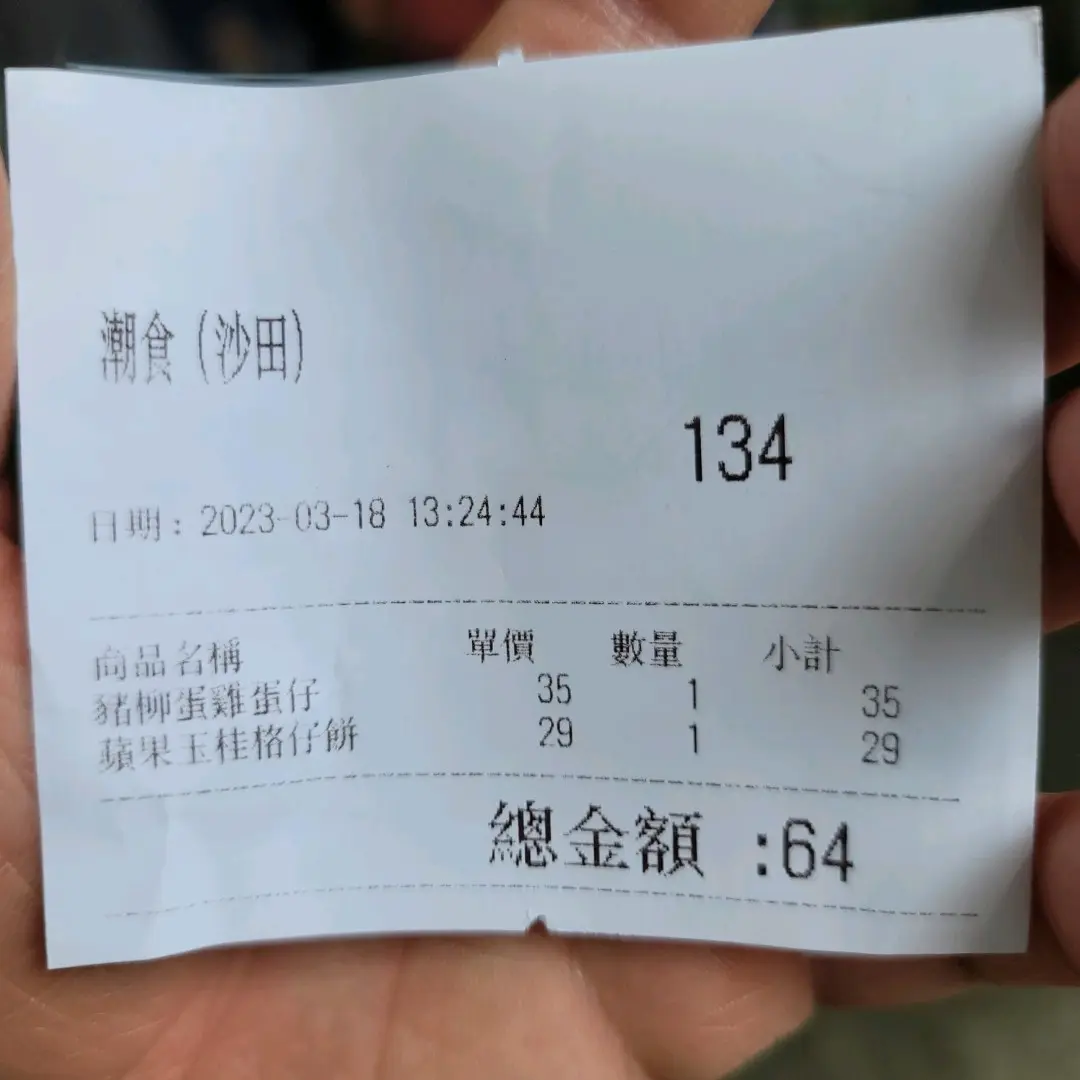 潮食(沙田)
134
日期: 2023-03-18 13:24:44
商品名稱 單價 數量 小計
豬柳蛋雞蛋仔 35 1 35
蘋果玉桂格仔餅 29 1 29
總金額 :64